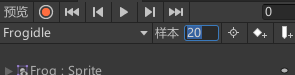 预览 0
Frogidle 样本 20
Frog : Sprite